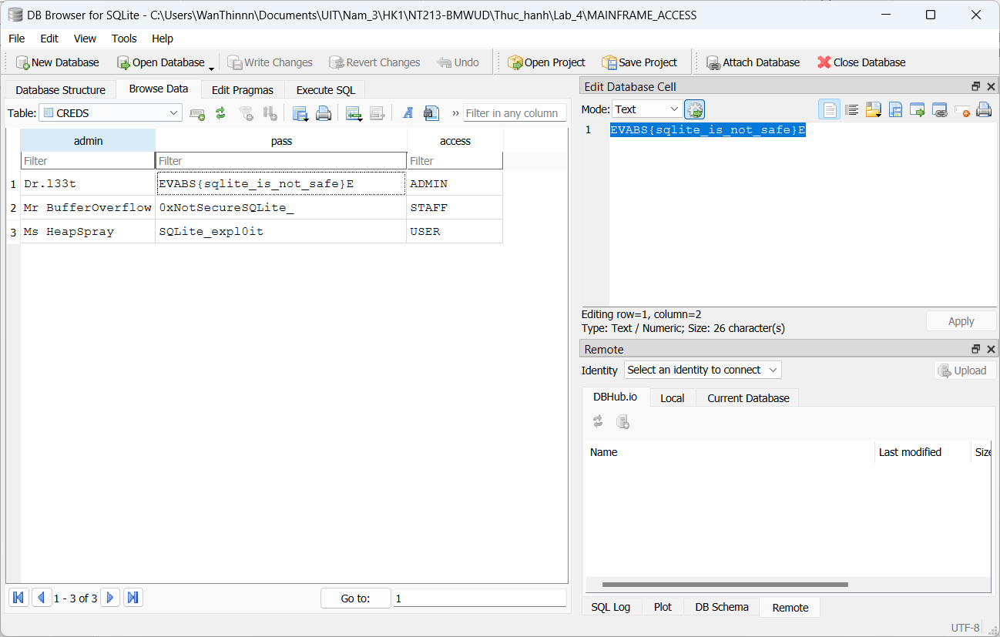 DB Browser for SQLite - C:\Users\WanThinnn\Documents\UIT\Nam_3\HK1\NT213-BMWUD\Thuc_hanh\Lab_4\MAINFRAME_ACCESS
File Edit View Tools Help
New Database Open Database Write Changes Revert Changes Undo Open Project Save Project Attach Database Close Database
Database Structure Browse Data Edit Pragmas Execute SQL
Table: CREDS » Filter in any column
admin pass access
Filter Filter Filter
1 Dr.l33t EVABS{sqlite_is_not_safe}E ADMIN
2 Mr BufferOverflow 0xNotSecureSQLite_ STAFF
3 Ms HeapSpray SQLite_expl0it USER
1 - 3 of 3 Go to: 1
Edit Database Cell
Mode: Text
1 EVABS{sqlite_is_not_safe}E
Editing row=1, column=2
Type: Text / Numeric; Size: 26 character(s)
Apply
Remote
Identity Select an identity to connect Upload
DBHub.io Local Current Database
Name Last modified Size
SQL Log Plot DB Schema Remote
UTF-8